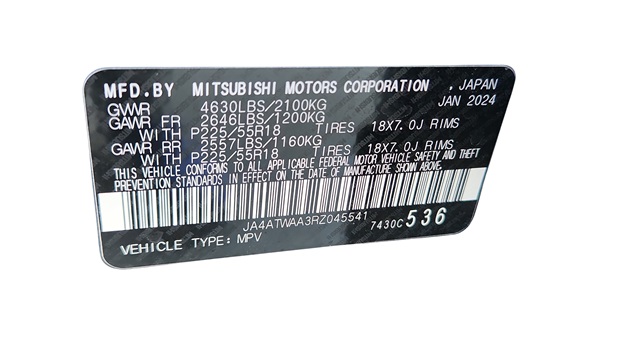 MFD.BY MITSUBISHI MOTORS CORPORATION . JAPAN
GVWR 4630LBS/2100KG JAN 2024
GAWR FR 2646LBS/1200KG
WITH P225/55R18 TIRES 18X7.0J RIMS
GAWR RR 2557LBS/1160KG
WITH P225/55R18 TIRES 18X7.0J RIMS
THIS VEHICLE CONFORMS TO ALL APPLICABLE FEDERAL MOTOR VEHICLE SAFETY AND THEFT
PREVENTION STANDARDS IN EFFECT ON THE DATE OF MANUFACTURE SHOWN ABOVE.
JA4ATWAA3RZ045541 7430C 536
VEHICLE TYPE: MPV